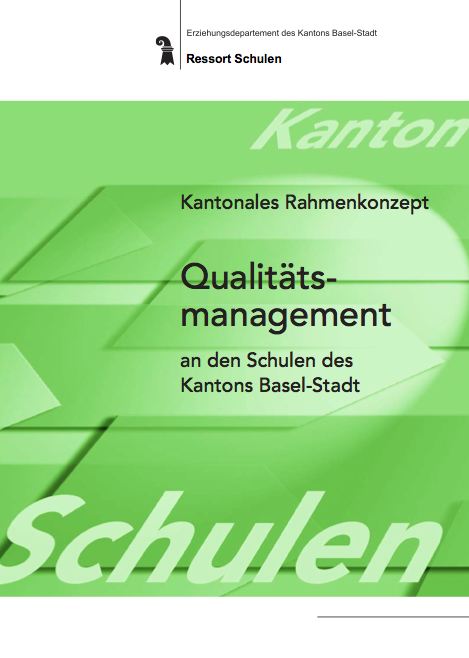 Erziehungsdepartement des Kantons Basel-Stadt
Ressort Schulen
Kanton
Kantonales Rahmenkonzept
Qualitäts-
management
an den Schulen des
Kantons Basel-Stadt
Schulen